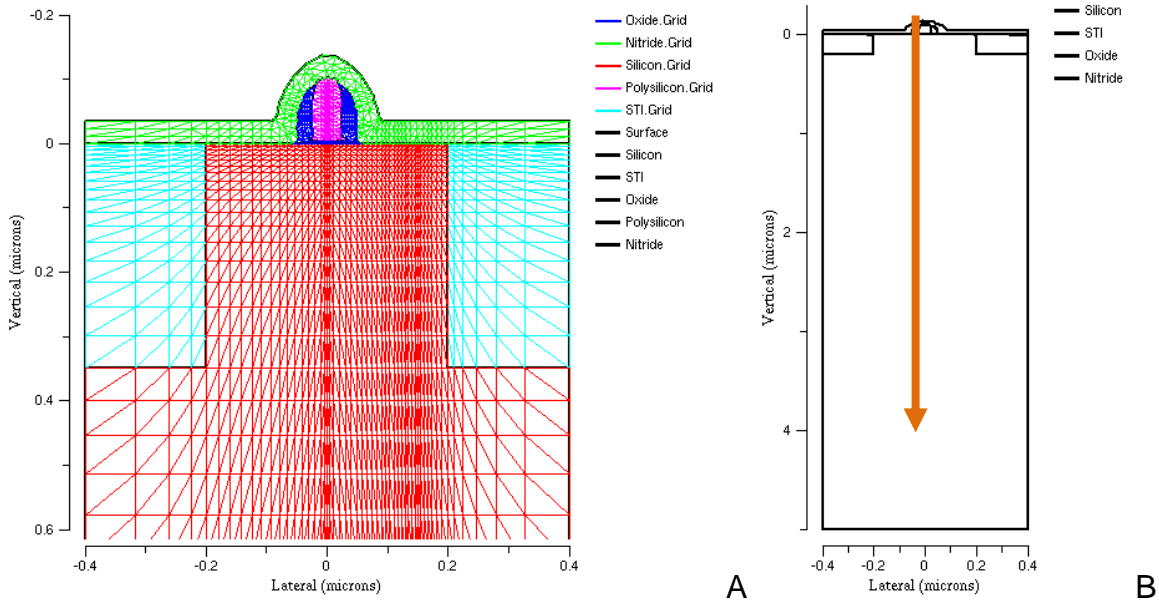 -0.2
0
0.2
0.4
0.6
Vertical (microns)
-0.4
-0.2
0
0.2
0.4
Lateral (microns)
Oxide.Grid
Nitride.Grid
Silicon.Grid
Polysilicon.Grid
STI.Grid
Surface
Silicon
STI
Oxide
Polysilicon
Nitride
A
0
2
4
Vertical (microns)
-0.4
-0.2
0
0.2
0.4
Lateral (microns)
Silicon
STI
Oxide
Nitride
B